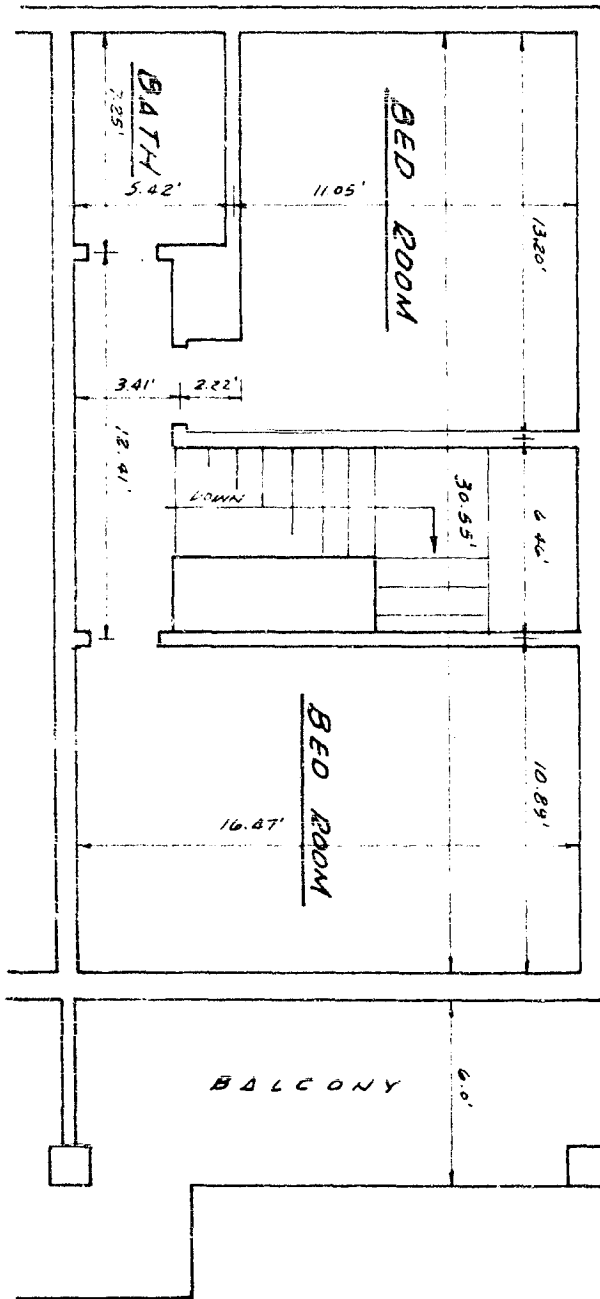 BATH
7.25'
5.42'
BED ROOM
11.05'
13.20'
3.41'
2.22'
12.41'
DOWN
30.55'
6.46'
BED ROOM
16.47'
10.89'
BALCONY
6.0'